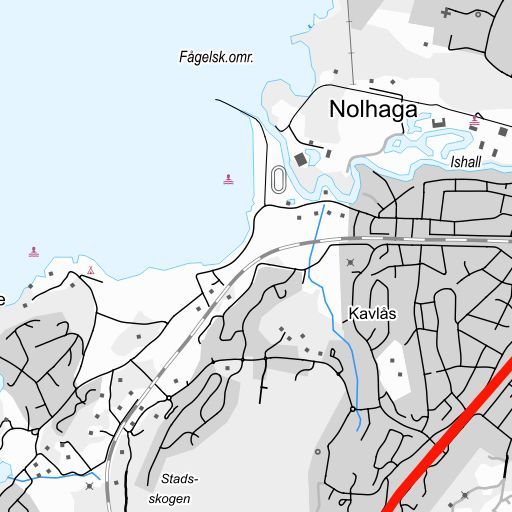 Fågelsk.omr.
Nolhaga
Ishall
e
Kavlås
Stads-
skogen